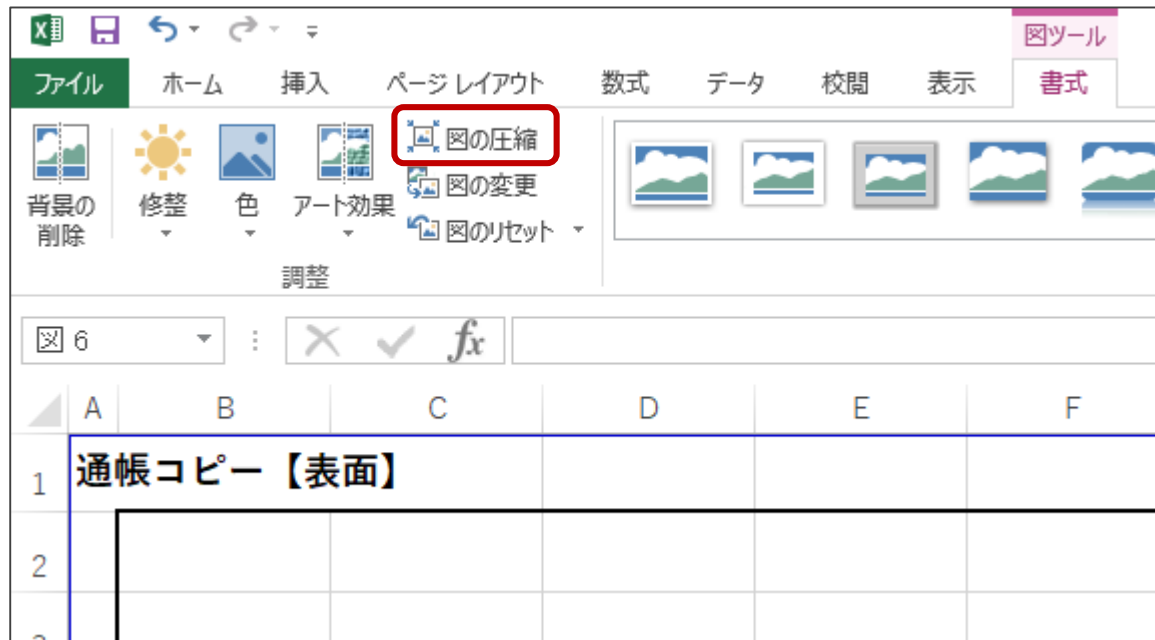 図ツール
ファイル ホーム 挿入 ページ レイアウト 数式 データ 校閲 表示 書式
背景の
削除
修整
色
アート効果
図の圧縮
図の変更
図のリセット
調整
図 6
fx
A B C D E F
1 通帳コピー【表面】
2